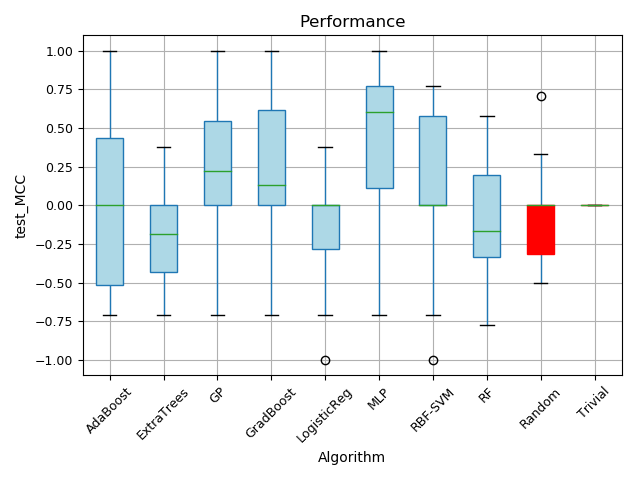 Performance
1.00
0.75
0.50
0.25
0.00
−0.25
−0.50
−0.75
−1.00
test_MCC
AdaBoost
ExtraTrees
GP
GradBoost
LogisticReg
MLP
RBF-SVM
RF
Random
Trivial
Algorithm